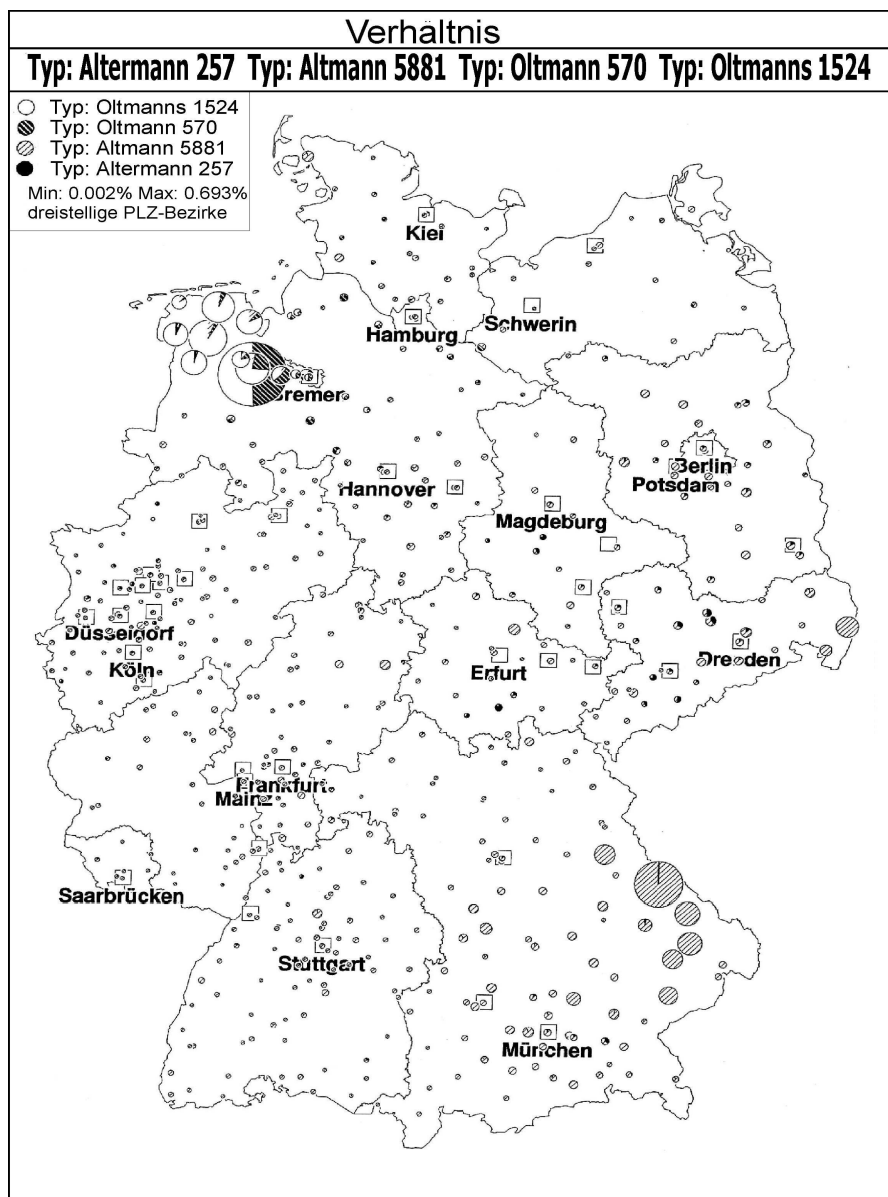 Verhältnis
Typ: Altermann 257 Typ: Altmann 5881 Typ: Oltmann 570 Typ: Oltmanns 1524
Typ: Oltmanns 1524
Typ: Oltmann 570
Typ: Altmann 5881
Typ: Altermann 257
Min: 0.002% Max: 0.693%
dreistellige PLZ-Bezirke
Kiel
Schwerin
Hamburg
Bremen
Berlin
Potsdam
Hannover
Magdeburg
Düsseldorf
Köln
Erfurt
Dresden
Frankfurt
Mainz
Saarbrücken
Stuttgart
München